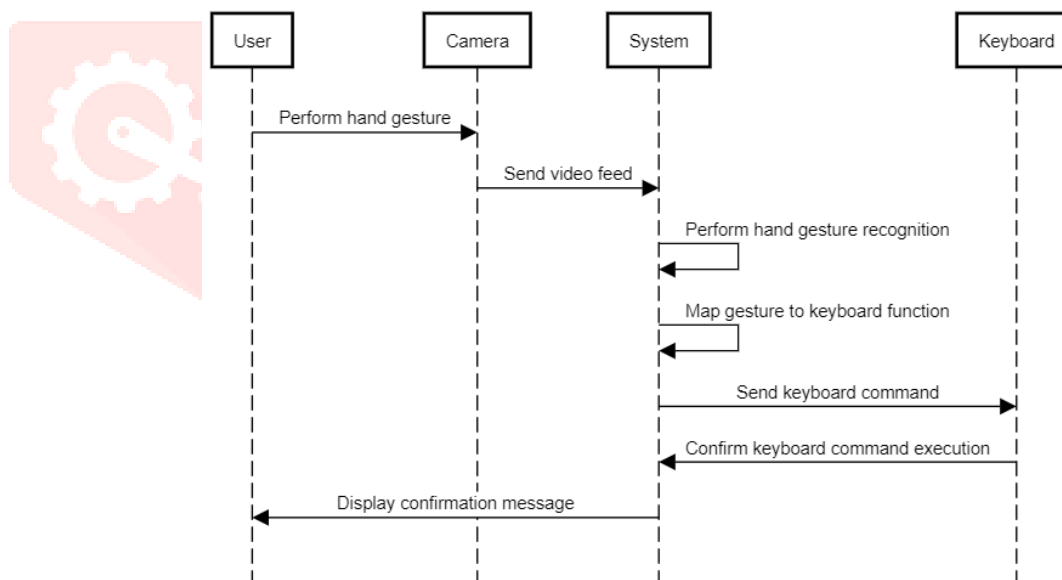 User
Camera
System
Keyboard
Perform hand gesture
Send video feed
Perform hand gesture recognition
Map gesture to keyboard function
Send keyboard command
Confirm keyboard command execution
Display confirmation message